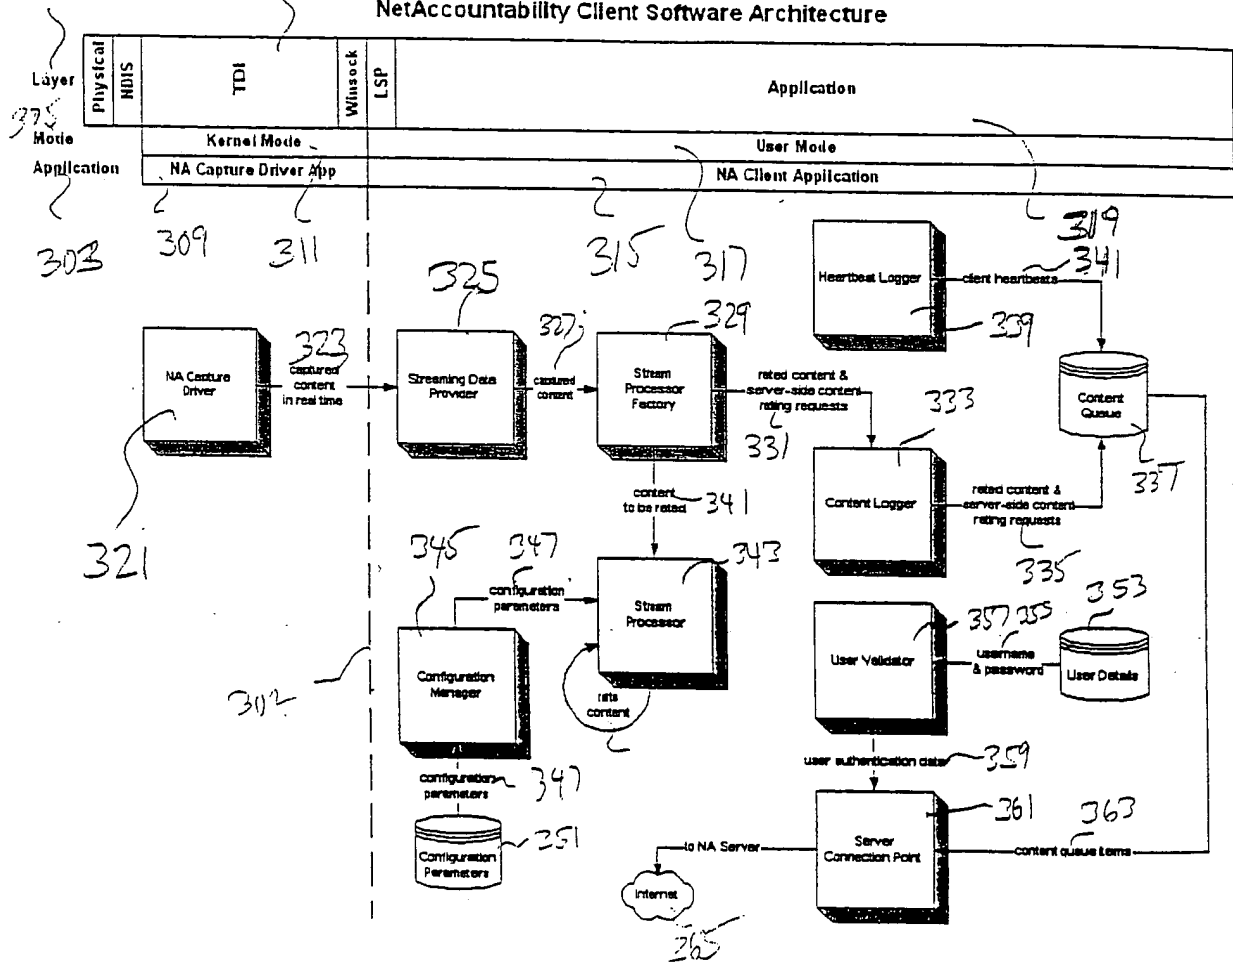 NetAccountability Client Software Architecture
Layer
Physical
NDIS
TDI
Winsock
LSP
Application
Mode
Kernel Mode
User Mode
Application
NA Capture Driver App
NA Client Application
303
309
311
315
317
319
341
Heartbeat Logger
client heartbeats
339
325
329
327
323
NA Capture
Driver
captured
content
in real time
Streaming Data
Provider
captured
content
Stream
Processor
Factory
rated content &
server-side content
rating requests
331
333
Content
Queue
337
321
content
to be rated
341
Content Logger
rated content &
server-side content
rating requests
335
345
347
configuration
parameters
343
Stream
Processor
353
357
355
User Validator
username
& password
User Details
302
Configuration
Manager
rate
content
configuration
parameters
347
user authentication data
359
351
Configuration
Parameters
361
363
to NA Server
Server
Connection Point
content queue items
Internet
365